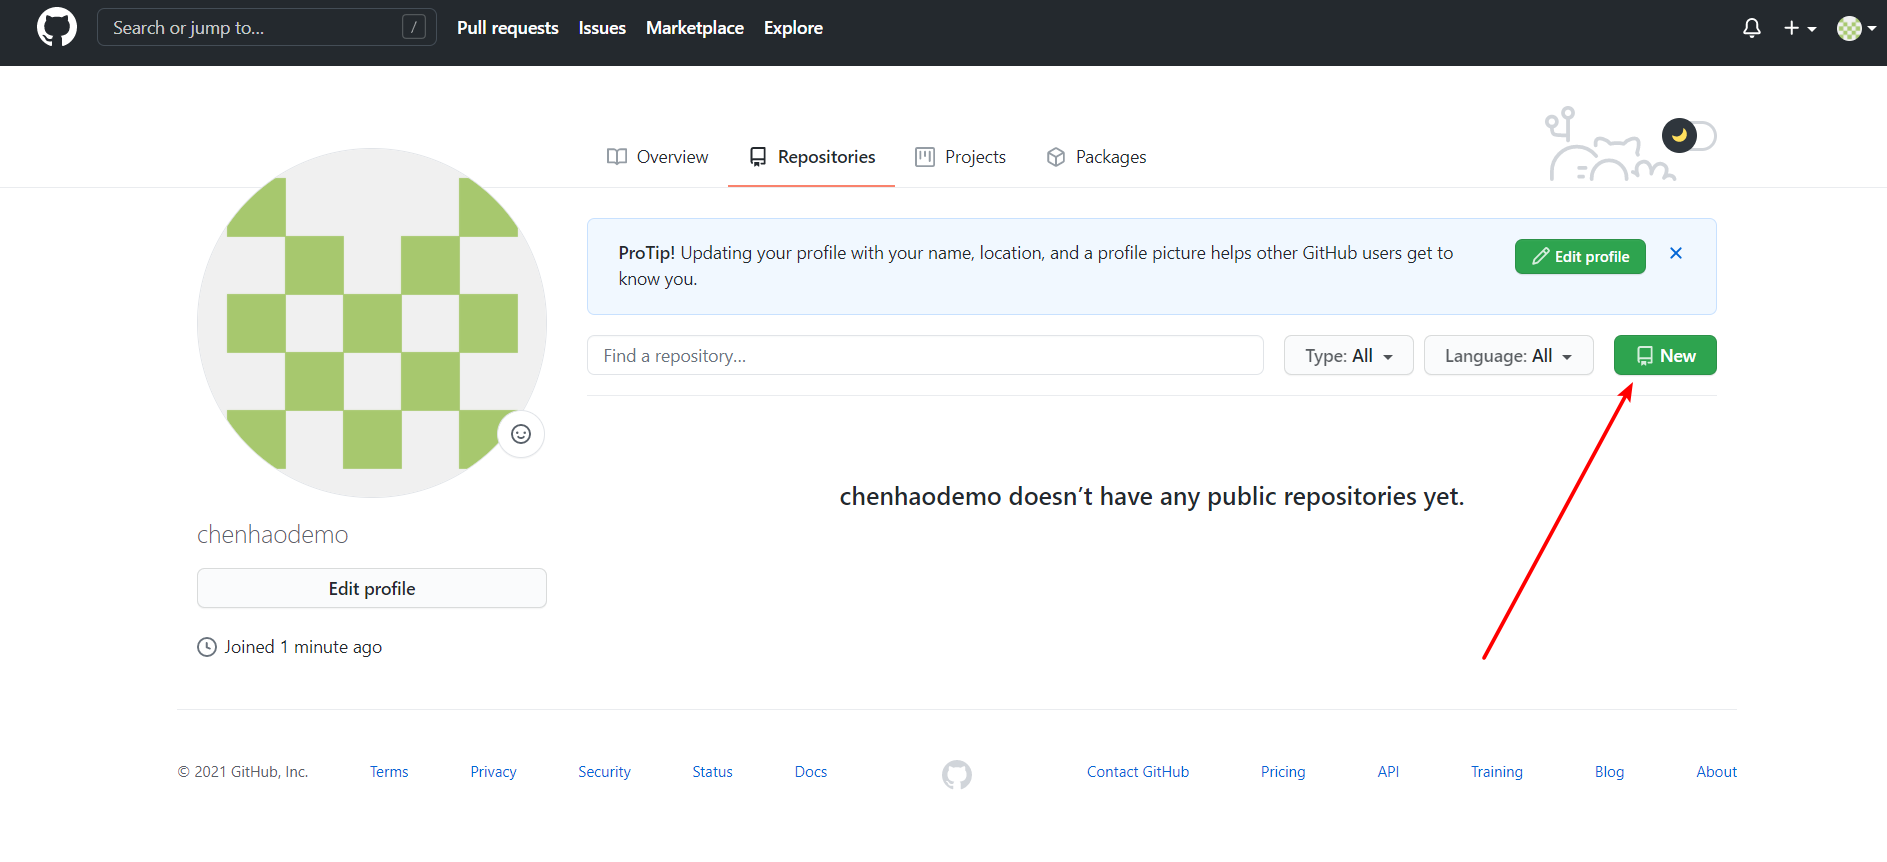 Search or jump to...
/
Pull requests
Issues
Marketplace
Explore
Overview
Repositories
Projects
Packages
ProTip! Updating your profile with your name, location, and a profile picture helps other GitHub users get to
know you.
Edit profile
Find a repository...
Type: All
Language: All
New
chenhaodemo doesn’t have any public repositories yet.
chenhaodemo
Edit profile
Joined 1 minute ago
© 2021 GitHub, Inc.
Terms
Privacy
Security
Status
Docs
Contact GitHub
Pricing
API
Training
Blog
About